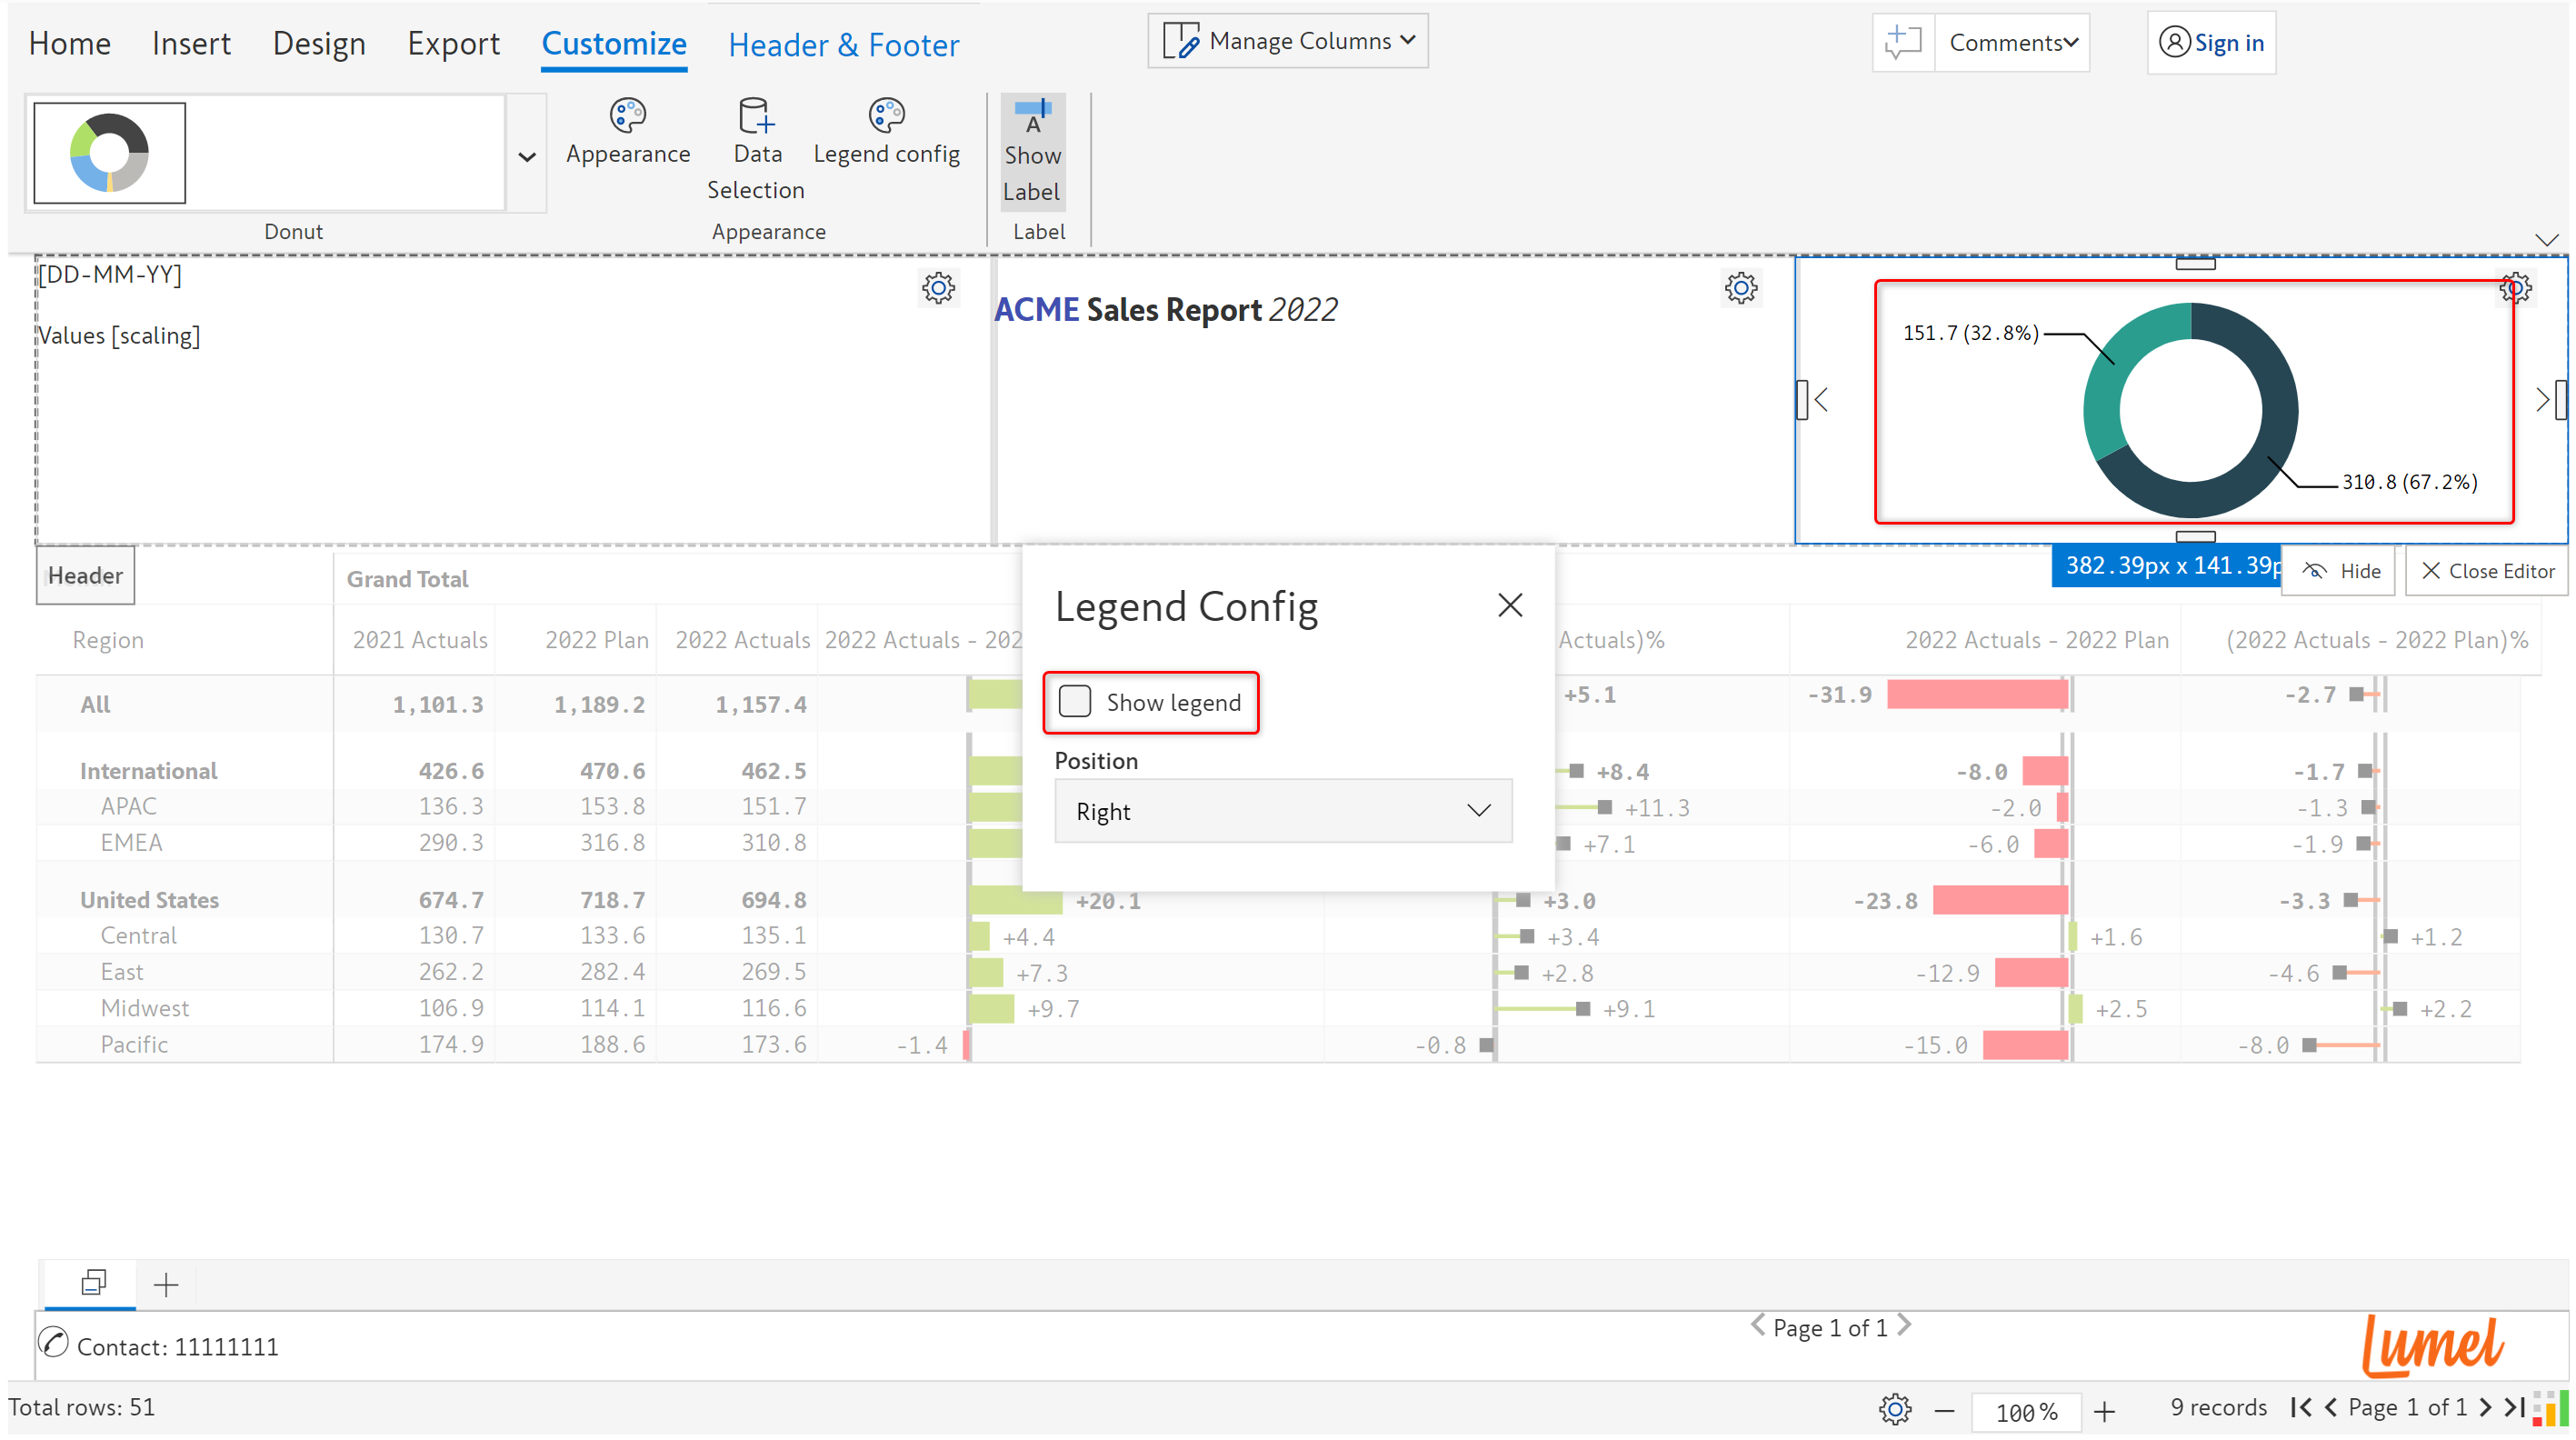 Home Insert Design Export Customize Header & Footer Manage Columns Comments Sign in
Appearance Data Selection Legend config A Show Label
Donut Appearance Label
[DD-MM-YY]
Values [scaling]
ACME Sales Report 2022
151.7 (32.8%)
310.8 (67.2%)
382.39px x 141.39p Hide Close Editor
Header Grand Total
Region 2021 Actuals 2022 Plan 2022 Actuals 2022 Actuals - 202 Actuals)% 2022 Actuals - 2022 Plan (2022 Actuals - 2022 Plan)%
Legend Config
Show legend
Position
Right
All 1,101.3 1,189.2 1,157.4 +5.1 -31.9 -2.7
International 426.6 470.6 462.5 +8.4 -8.0 -1.7
APAC 136.3 153.8 151.7 +11.3 -2.0 -1.3
EMEA 290.3 316.8 310.8 +7.1 -6.0 -1.9
United States 674.7 718.7 694.8 +20.1 +3.0 -23.8 -3.3
Central 130.7 133.6 135.1 +4.4 +3.4 +1.6 +1.2
East 262.2 282.4 269.5 +7.3 +2.8 -12.9 -4.6
Midwest 106.9 114.1 116.6 +9.7 +9.1 +2.5 +2.2
Pacific 174.9 188.6 173.6 -1.4 -0.8 -15.0 -8.0
Contact: 11111111 Page 1 of 1 Lumel
Total rows: 51 100% 9 records Page 1 of 1